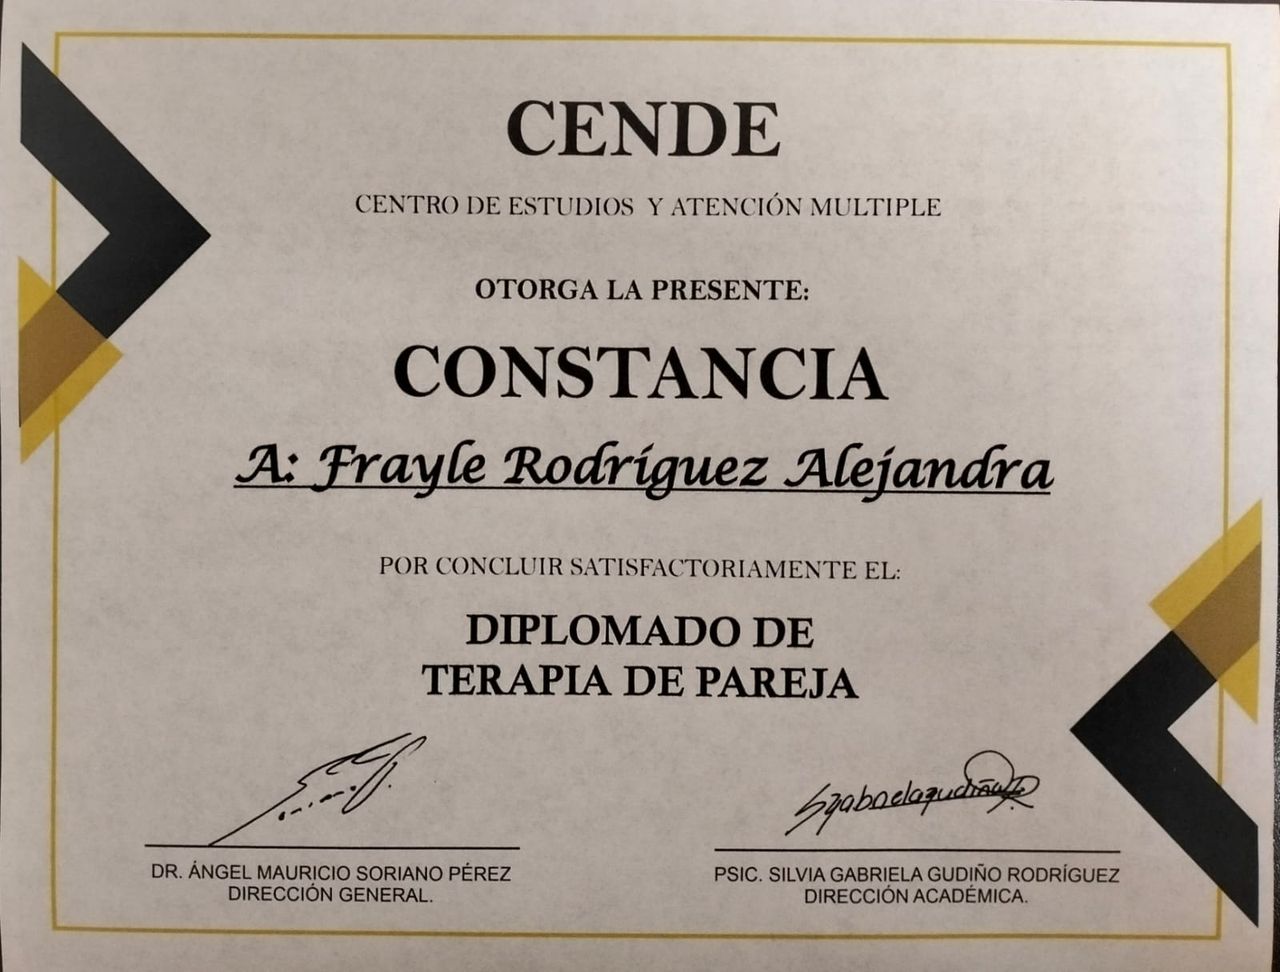 CENDE
CENTRO DE ESTUDIOS Y ATENCIÓN MULTIPLE
OTORGA LA PRESENTE:
CONSTANCIA
A: Frayle Rodríguez Alejandra
POR CONCLUIR SATISFACTORIAMENTE EL:
DIPLOMADO DE
TERAPIA DE PAREJA
DR. ÁNGEL MAURICIO SORIANO PÉREZ
DIRECCIÓN GENERAL.
PSIC. SILVIA GABRIELA GUDIÑO RODRÍGUEZ
DIRECCIÓN ACADÉMICA.